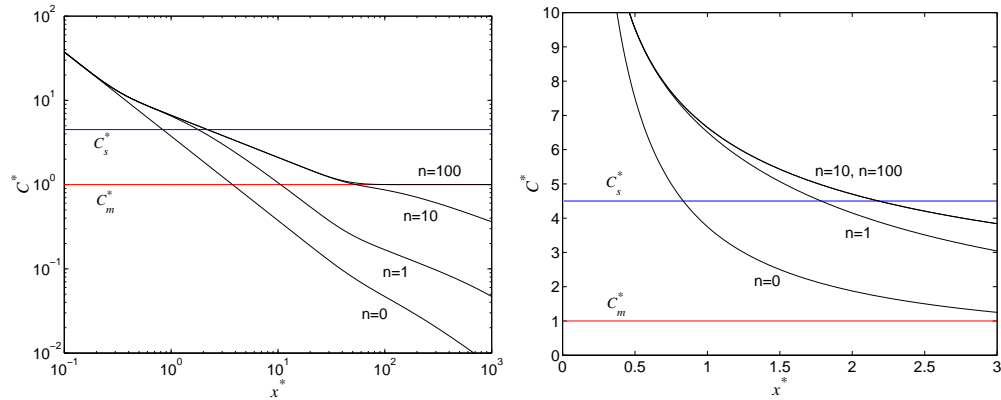 10^2
10^1
10^0
10^{-1}
10^{-2}
C^*
C_s^*
C_m^*
n=100
n=10
n=1
n=0
10^{-1}
10^0
10^1
10^2
10^3
x^*
10
9
8
7
6
5
4
3
2
1
0
C^*
n=10, n=100
C_s^*
n=1
n=0
C_m^*
0
0.5
1
1.5
2
2.5
3
x^*